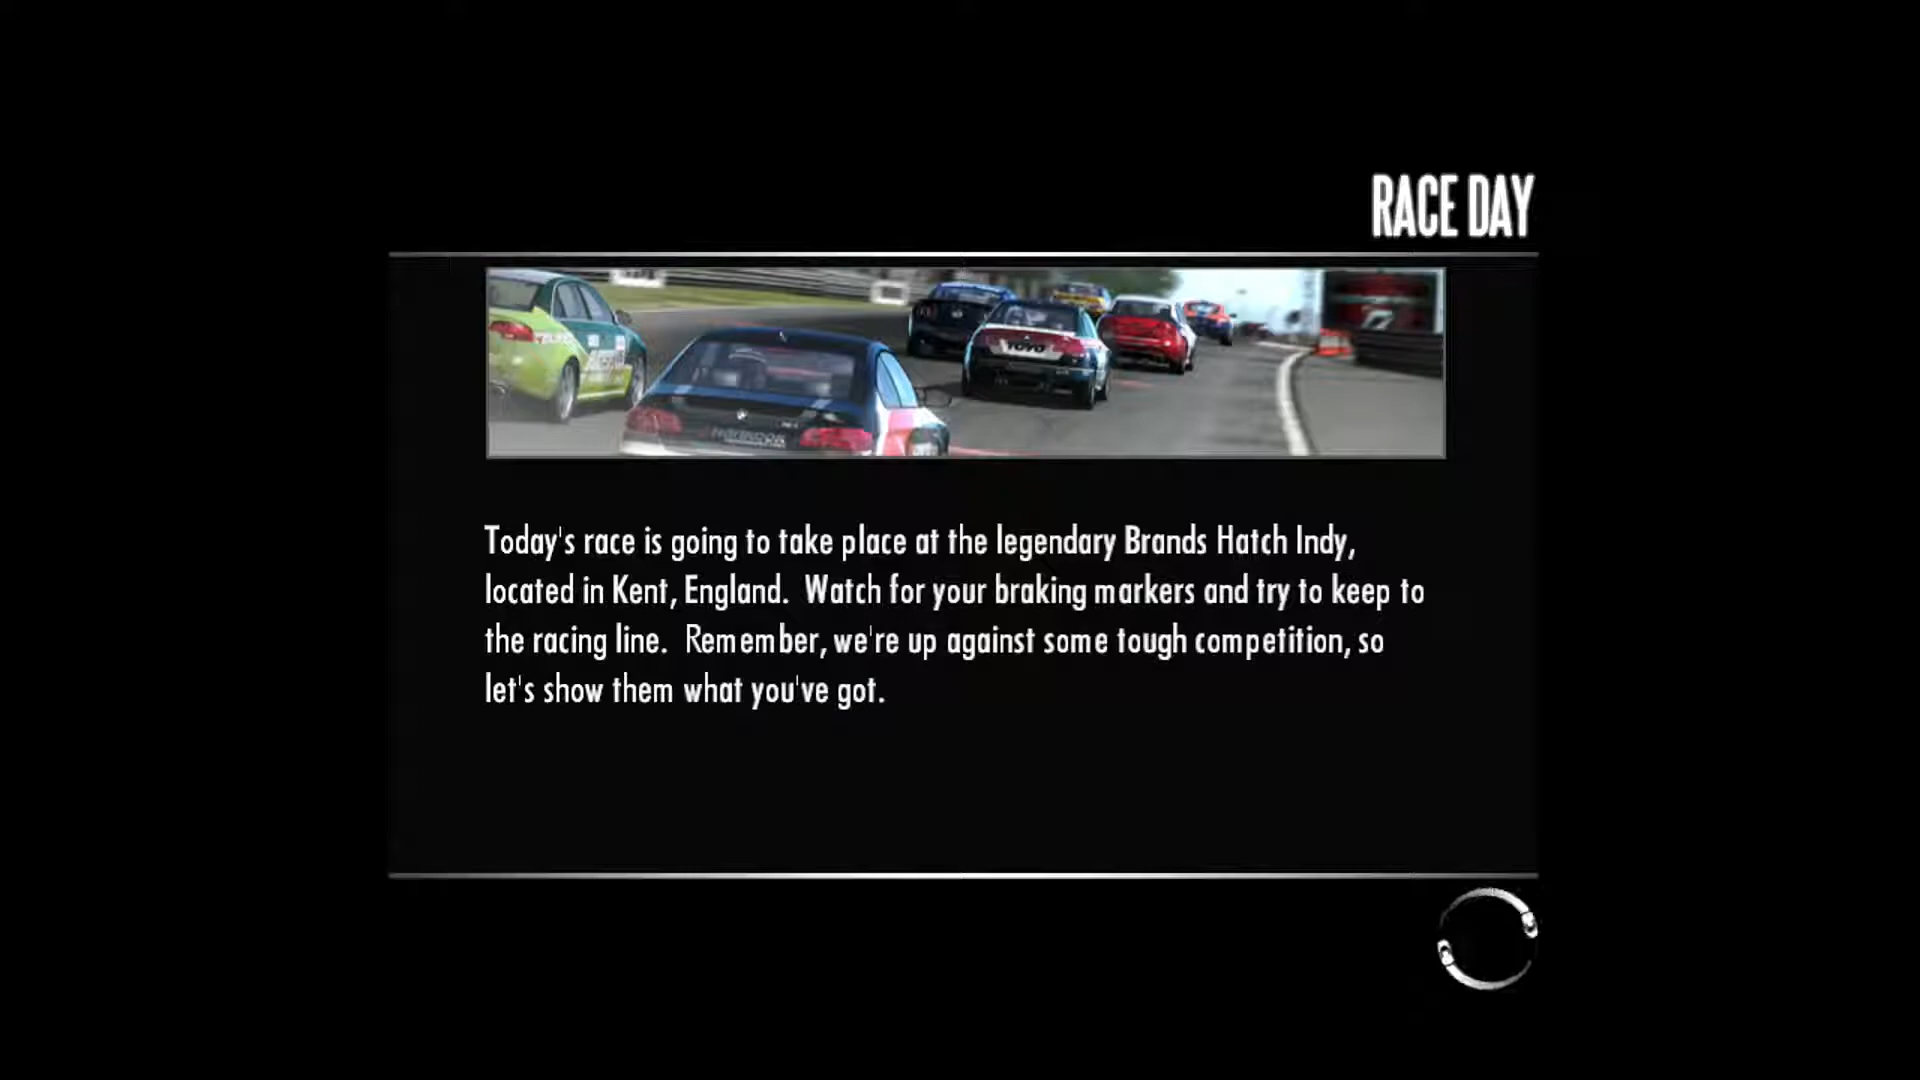 RACE DAY
TOYO
Today's race is going to take place at the legendary Brands Hatch Indy,
located in Kent, England.  Watch for your braking markers and try to keep to
the racing line.  Remember, we're up against some tough competition, so
let's show them what you've got.